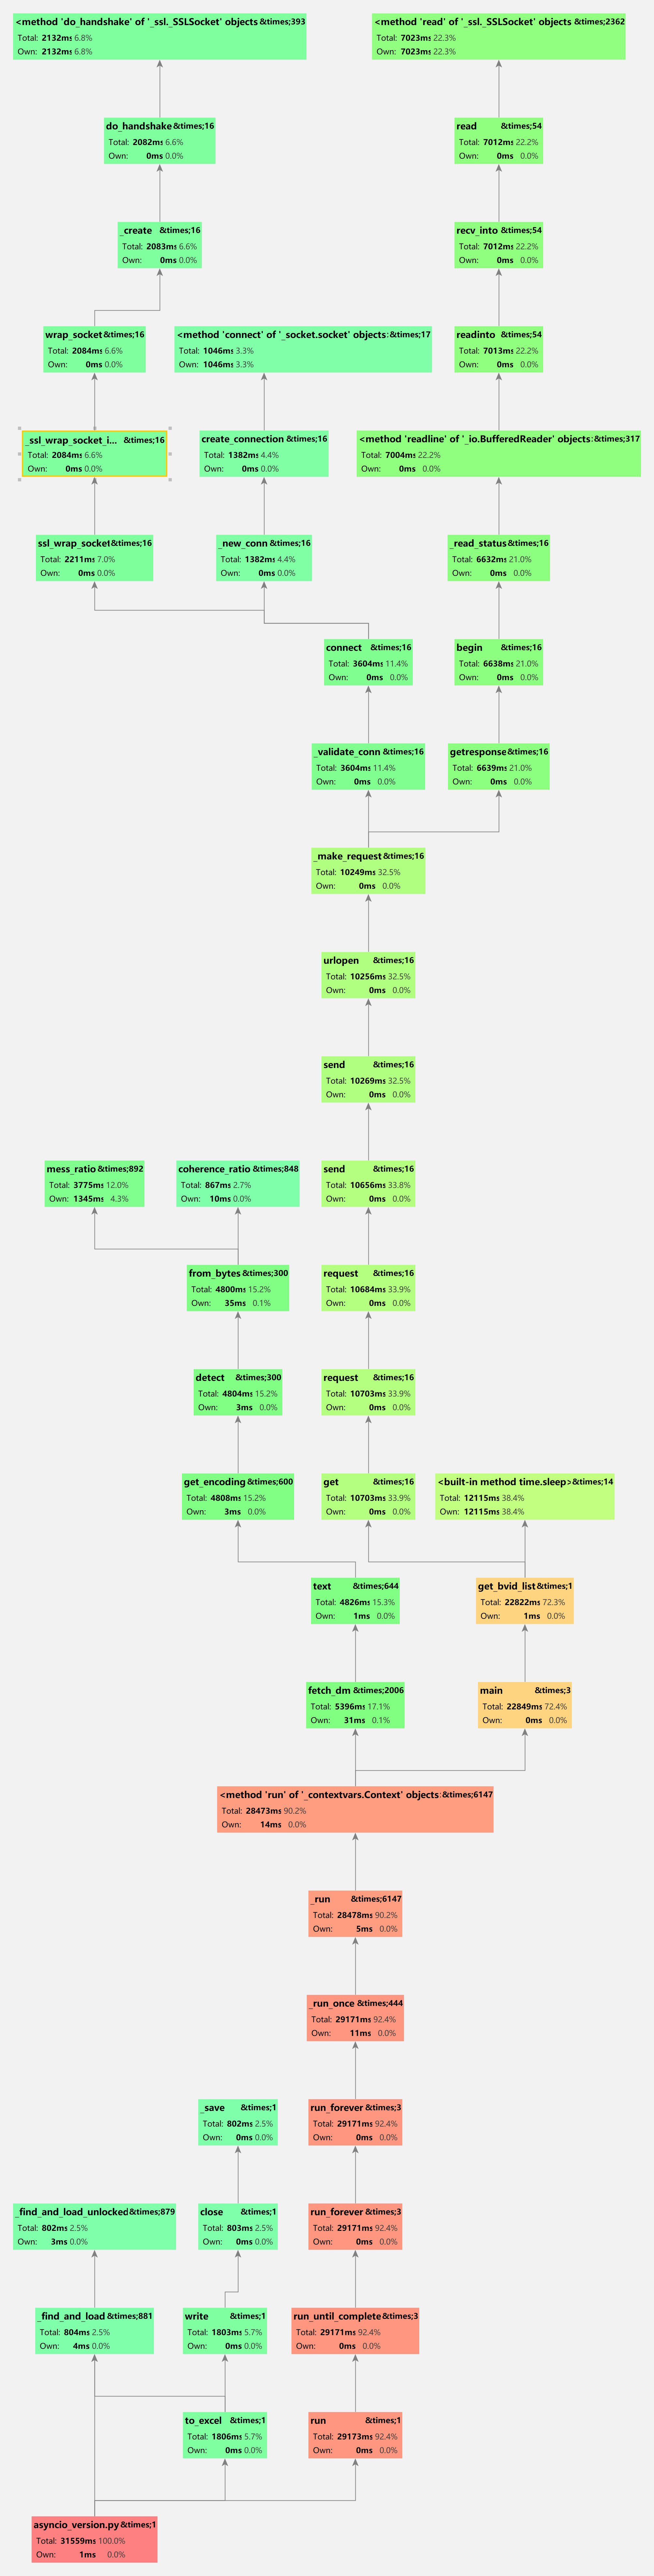 <method 'do_handshake' of '_ssl._SSLSocket' objects &times;393
Total: 2132ms 6.8%
Own: 2132ms 6.8%
<method 'read' of '_ssl._SSLSocket' objects &times;2362
Total: 7023ms 22.3%
Own: 7023ms 22.3%
do_handshake &times;16
Total: 2082ms 6.6%
Own: 0ms 0.0%
read &times;54
Total: 7012ms 22.2%
Own: 0ms 0.0%
_create &times;16
Total: 2083ms 6.6%
Own: 0ms 0.0%
recv_into &times;54
Total: 7012ms 22.2%
Own: 0ms 0.0%
wrap_socket &times;16
Total: 2084ms 6.6%
Own: 0ms 0.0%
<method 'connect' of '_socket.socket' objects &times;17
Total: 1046ms 3.3%
Own: 1046ms 3.3%
readinto &times;54
Total: 7013ms 22.2%
Own: 0ms 0.0%
_ssl_wrap_socket_i... &times;16
Total: 2084ms 6.6%
Own: 0ms 0.0%
create_connection &times;16
Total: 1382ms 4.4%
Own: 0ms 0.0%
<method 'readline' of '_io.BufferedReader' objects &times;317
Total: 7004ms 22.2%
Own: 0ms 0.0%
ssl_wrap_socket &times;16
Total: 2211ms 7.0%
Own: 0ms 0.0%
_new_conn &times;16
Total: 1382ms 4.4%
Own: 0ms 0.0%
_read_status &times;16
Total: 6632ms 21.0%
Own: 0ms 0.0%
connect &times;16
Total: 3604ms 11.4%
Own: 0ms 0.0%
begin &times;16
Total: 6638ms 21.0%
Own: 0ms 0.0%
_validate_conn &times;16
Total: 3604ms 11.4%
Own: 0ms 0.0%
getresponse &times;16
Total: 6639ms 21.0%
Own: 0ms 0.0%
_make_request &times;16
Total: 10249ms 32.5%
Own: 0ms 0.0%
urlopen &times;16
Total: 10256ms 32.5%
Own: 0ms 0.0%
send &times;16
Total: 10269ms 32.5%
Own: 0ms 0.0%
mess_ratio &times;892
Total: 3775ms 12.0%
Own: 1345ms 4.3%
coherence_ratio &times;848
Total: 867ms 2.7%
Own: 10ms 0.0%
send &times;16
Total: 10656ms 33.8%
Own: 0ms 0.0%
from_bytes &times;300
Total: 4800ms 15.2%
Own: 35ms 0.1%
request &times;16
Total: 10684ms 33.9%
Own: 0ms 0.0%
detect &times;300
Total: 4804ms 15.2%
Own: 3ms 0.0%
request &times;16
Total: 10703ms 33.9%
Own: 0ms 0.0%
get_encoding &times;600
Total: 4808ms 15.2%
Own: 3ms 0.0%
get &times;16
Total: 10703ms 33.9%
Own: 0ms 0.0%
<built-in method time.sleep> &times;14
Total: 12115ms 38.4%
Own: 12115ms 38.4%
text &times;644
Total: 4826ms 15.3%
Own: 1ms 0.0%
get_bvid_list &times;1
Total: 22822ms 72.3%
Own: 1ms 0.0%
fetch_dm &times;2006
Total: 5396ms 17.1%
Own: 31ms 0.1%
main &times;3
Total: 22849ms 72.4%
Own: 0ms 0.0%
<method 'run' of '_contextvars.Context' objects &times;6147
Total: 28473ms 90.2%
Own: 14ms 0.0%
_run &times;6147
Total: 28478ms 90.2%
Own: 5ms 0.0%
_run_once &times;444
Total: 29171ms 92.4%
Own: 11ms 0.0%
_save &times;1
Total: 802ms 2.5%
Own: 0ms 0.0%
run_forever &times;3
Total: 29171ms 92.4%
Own: 0ms 0.0%
_find_and_load_unlocked &times;879
Total: 802ms 2.5%
Own: 3ms 0.0%
close &times;1
Total: 803ms 2.5%
Own: 0ms 0.0%
run_forever &times;3
Total: 29171ms 92.4%
Own: 0ms 0.0%
_find_and_load &times;881
Total: 804ms 2.5%
Own: 4ms 0.0%
write &times;1
Total: 1803ms 5.7%
Own: 0ms 0.0%
run_until_complete &times;3
Total: 29171ms 92.4%
Own: 0ms 0.0%
to_excel &times;1
Total: 1806ms 5.7%
Own: 0ms 0.0%
run &times;1
Total: 29173ms 92.4%
Own: 0ms 0.0%
asyncio_version.py &times;1
Total: 31559ms 100.0%
Own: 1ms 0.0%